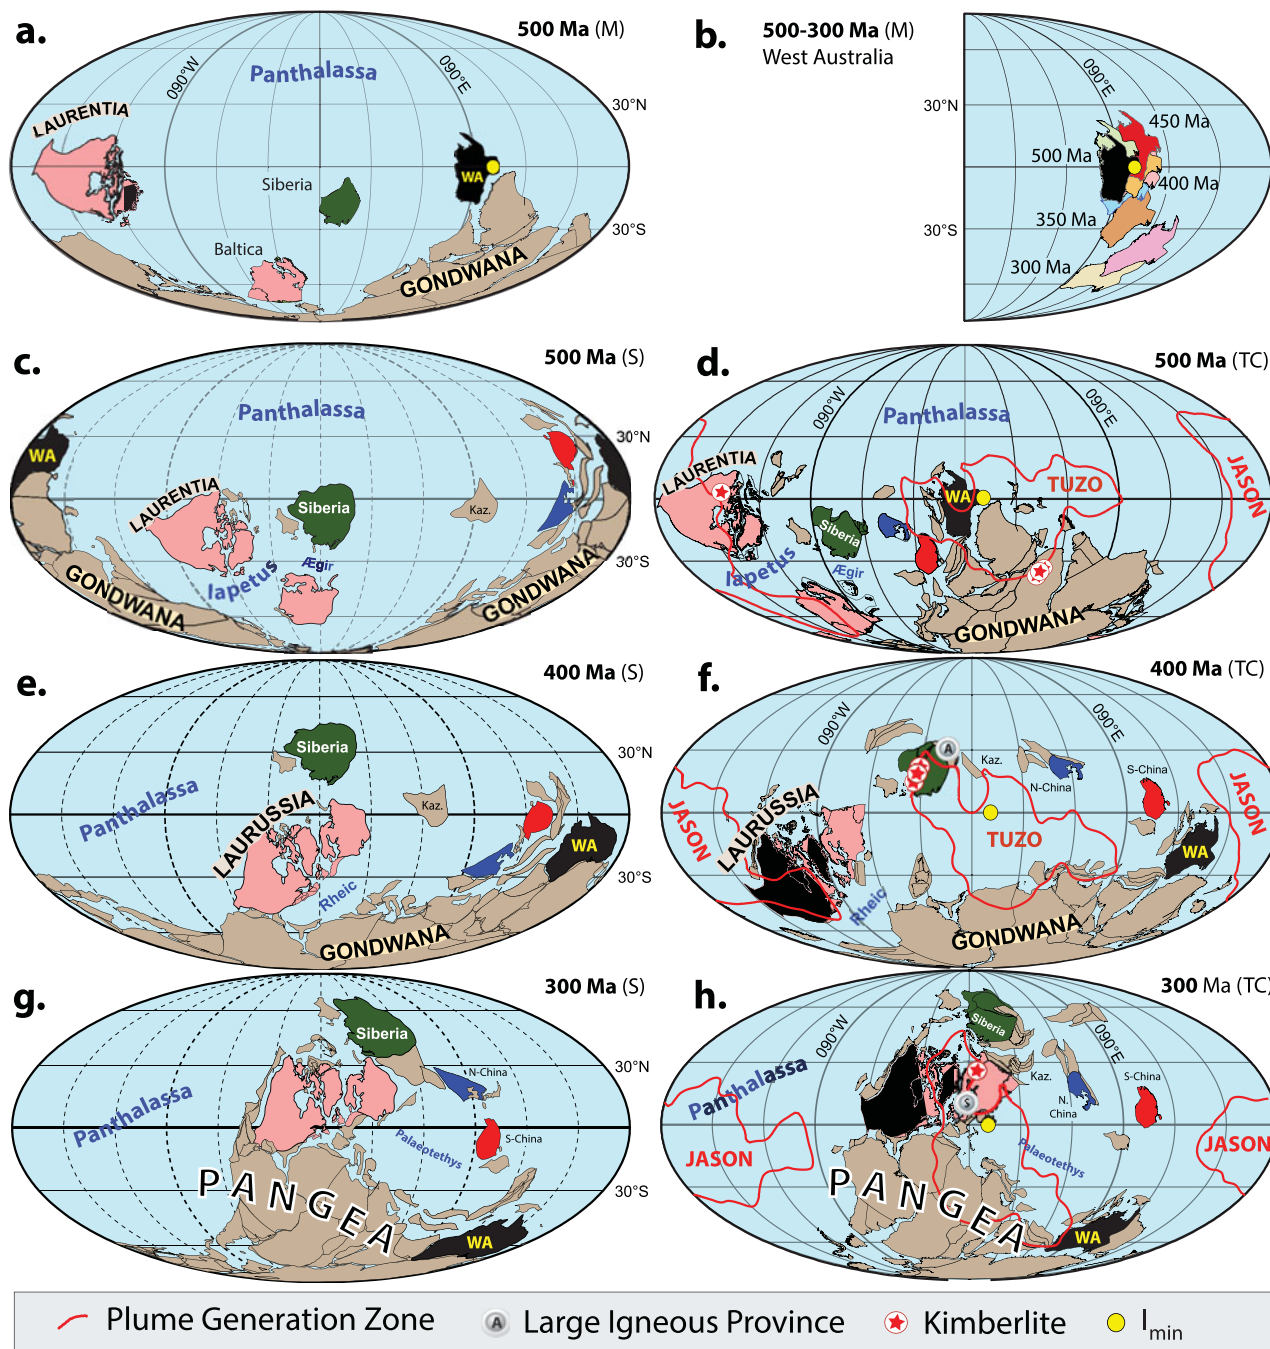 a.
500 Ma (M)
Panthalassa
090°W
090°E
30°N
LAURENTIA
Siberia
WA
30°S
Baltica
GONDWANA
b.
500-300 Ma (M)
West Australia
090°E
30°N
450 Ma
500 Ma
400 Ma
350 Ma
30°S
300 Ma
c.
500 Ma (S)
Panthalassa
30°N
WA
LAURENTIA
Siberia
Kaz.
Ægir
Iapetus
30°S
GONDWANA
GONDWANA
d.
500 Ma (TC)
090°W
Panthalassa
090°E
LAURENTIA
JASON
WA
TUZO
Siberia
Iapetus
Ægir
GONDWANA
e.
400 Ma (S)
Siberia
30°N
Panthalassa
LAURUSSIA
Kaz.
WA
Rheic
30°S
GONDWANA
f.
400 Ma (TC)
090°W
090°E
A
Kaz.
N-China
S-China
JASON
LAURUSSIA
TUZO
JASON
WA
Rheic
GONDWANA
g.
300 Ma (S)
Siberia
30°N
N-China
Panthalassa
Palaeotethys
S-China
30°S
PANGEA
WA
h.
300 Ma (TC)
090°W
Siberia
090°E
Panthalassa
Kaz.
S-China
N.
China
S
JASON
Palaeotethys
JASON
PANGEA
WA
Plume Generation Zone
A Large Igneous Province
Kimberlite
Imin